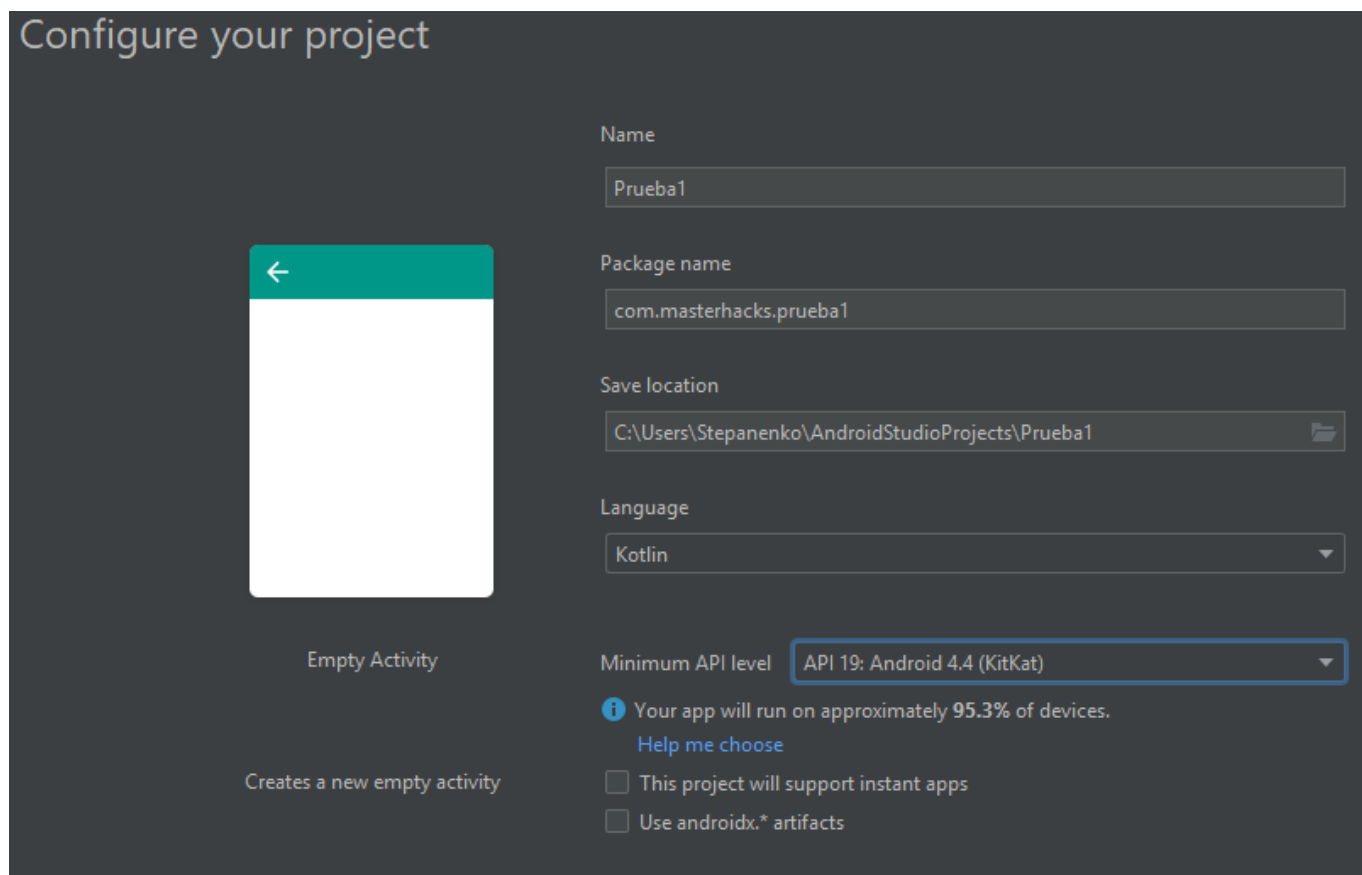 Configure your project
Name
Prueba1
Package name
com.masterhacks.prueba1
Save location
C:\Users\Stepanenko\AndroidStudioProjects\Prueba1
Language
Kotlin
Empty Activity
Minimum API level API 19: Android 4.4 (KitKat)
Your app will run on approximately 95.3% of devices.
Help me choose
Creates a new empty activity
This project will support instant apps
Use androidx.* artifacts